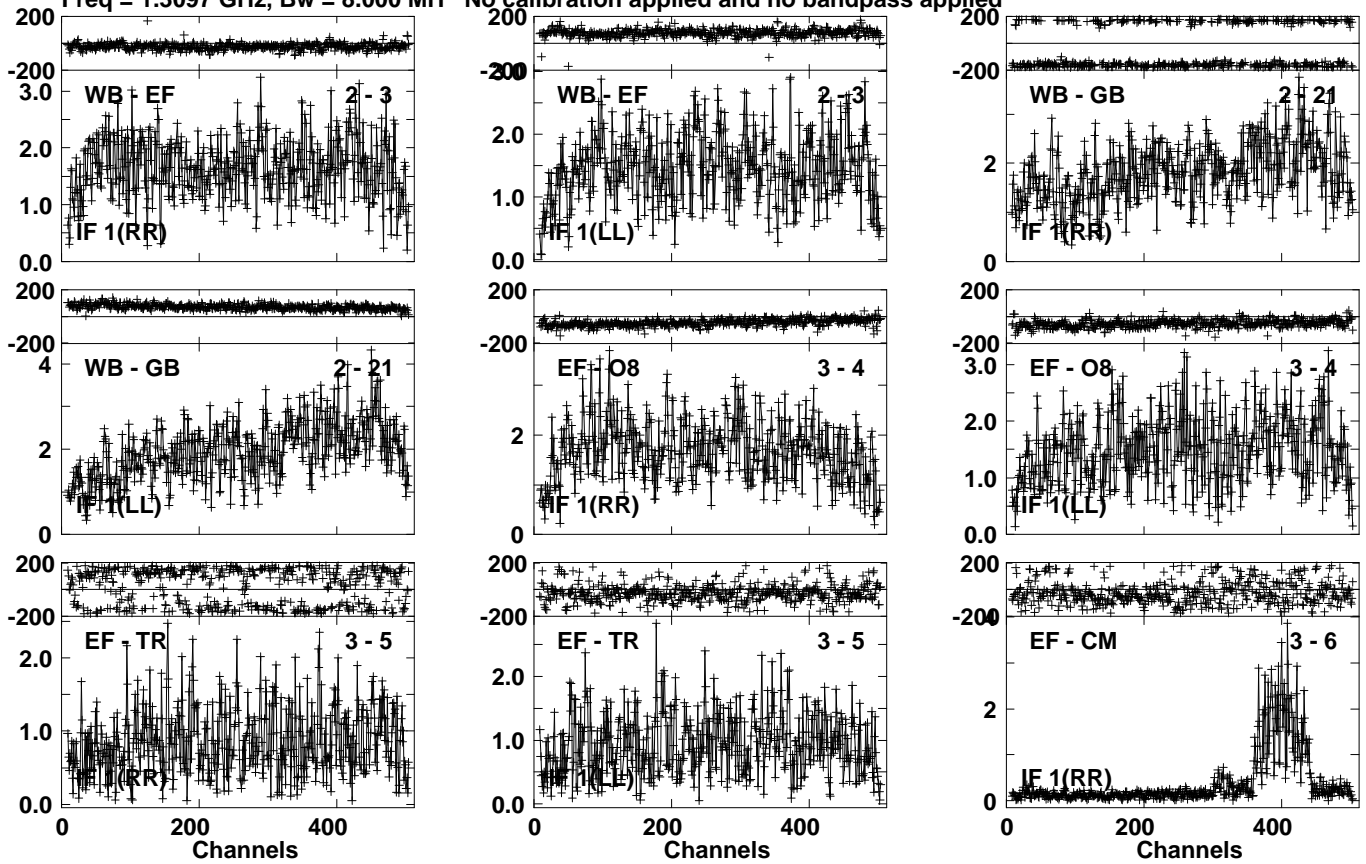 Freq = 1.3097 GHz, Bw = 8.000 MH No calibration applied and no bandpass applied
200 200 200
-200 -200 -200
WB - EF 2 - 3 WB - EF 2 - 3 WB - GB 2 - 21
3.0 3.0
2.0 2.0 2
1.0 1.0
IF 1(RR) IF 1(LL) IF 1(RR)
0.0 0.0 0
200 200 200
-200 -200 -200
WB - GB 2 - 21 EF - O8 3 - 4 EF - O8 3 - 4
4 3.0
2 2 2.0
1.0
IF 1(LL) IF 1(RR) IF 1(LL)
0 0 0.0
200 200 200
-200 -200 -200
4
EF - TR 3 - 5 EF - TR 3 - 5 EF - CM 3 - 6
2.0 2.0 2
1.0 1.0
IF 1(RR) IF 1(LL) IF 1(RR)
0.0 0.0 0
0 200 400 0 200 400 0 200 400
Channels Channels Channels